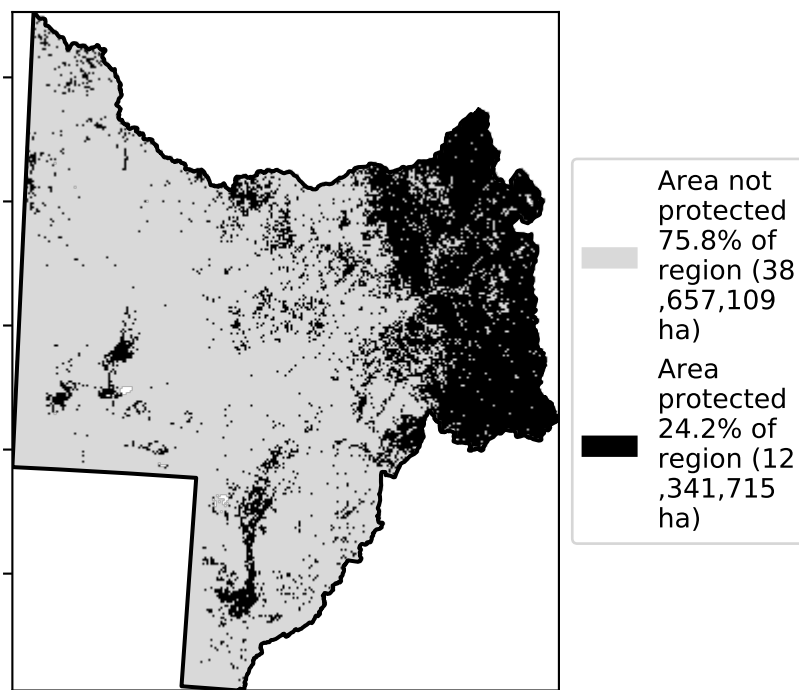 Area not
protected
75.8% of
region (38
,657,109
ha)
Area
protected
24.2% of
region (12
,341,715
ha)